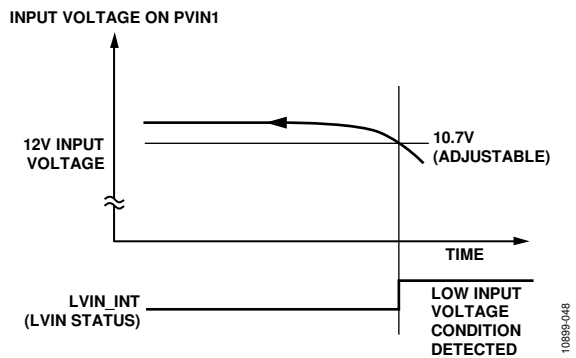 INPUT VOLTAGE ON PVIN1
12V INPUT
VOLTAGE
10.7V
(ADJUSTABLE)
TIME
LVIN_INT
(LVIN STATUS)
LOW INPUT
VOLTAGE
CONDITION
DETECTED
10899-048